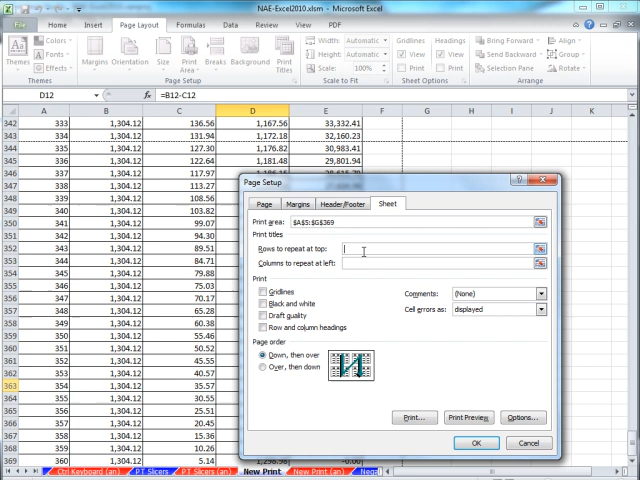 NAE-Excel2010.xlsm - Microsoft Excel
File Home Insert Page Layout Formulas Data Review View PDF
Colors Width: Automatic Gridlines Headings Bring Forward Align
Fonts Height: Automatic View View Send Backward Group
Themes Effects Margins Orientation Size Print Area Breaks Background Print Titles Scale: 100% Print Print Selection Pane Rotate
Themes Page Setup Scale to Fit Sheet Options Arrange
D12 fx =B12-C12
A B C D E F G H I J K
342 333 1,304.12 136.56 1,167.56 33,332.41
343 334 1,304.12 131.94 1,172.18 32,160.23
344 335 1,304.12 127.30 1,176.82 30,983.41
345 336 1,304.12 122.64 1,181.48 29,801.94
346 337 1,304.12 117.97
347 338 1,304.12 113.27
348 339 1,304.12
349 340 1,304.12 103.82
350 341 1,304.12 99.07
351 342 1,304.12 94.30
352 343 1,304.12 89.51
353 344 1,304.12 84.71
354 345 1,304.12 79.88
355 346 1,304.12 75.03
356 347 1,304.12 70.17
357 348 1,304.12 65.28
358 349 1,304.12 60.38
359 350 1,304.12 55.46
360 351 1,304.12 50.52
361 352 1,304.12 45.55
362 353 1,304.12 40.57
363 354 1,304.12 35.57
364 355 1,304.12 30.55
365 356 1,304.12 25.51
366 357 1,304.12 20.45
367 358 1,304.12 15.36
368 359 1,304.12 10.26
369 360 1,304.12 5.14 1,298.98 -0.00
Page Setup
Page Margins Header/Footer Sheet
Print area: $A$5:$G$369
Print titles
Rows to repeat at top:
Columns to repeat at left:
Print
Gridlines Comments: (None)
Black and white Cell errors as: displayed
Draft quality
Row and column headings
Page order
Down, then over
Over, then down
Print... Print Preview Options...
OK Cancel
Ctrl Keyboard (an) PT Slicers PT Slicers (an) New Print New Print (an) Nega